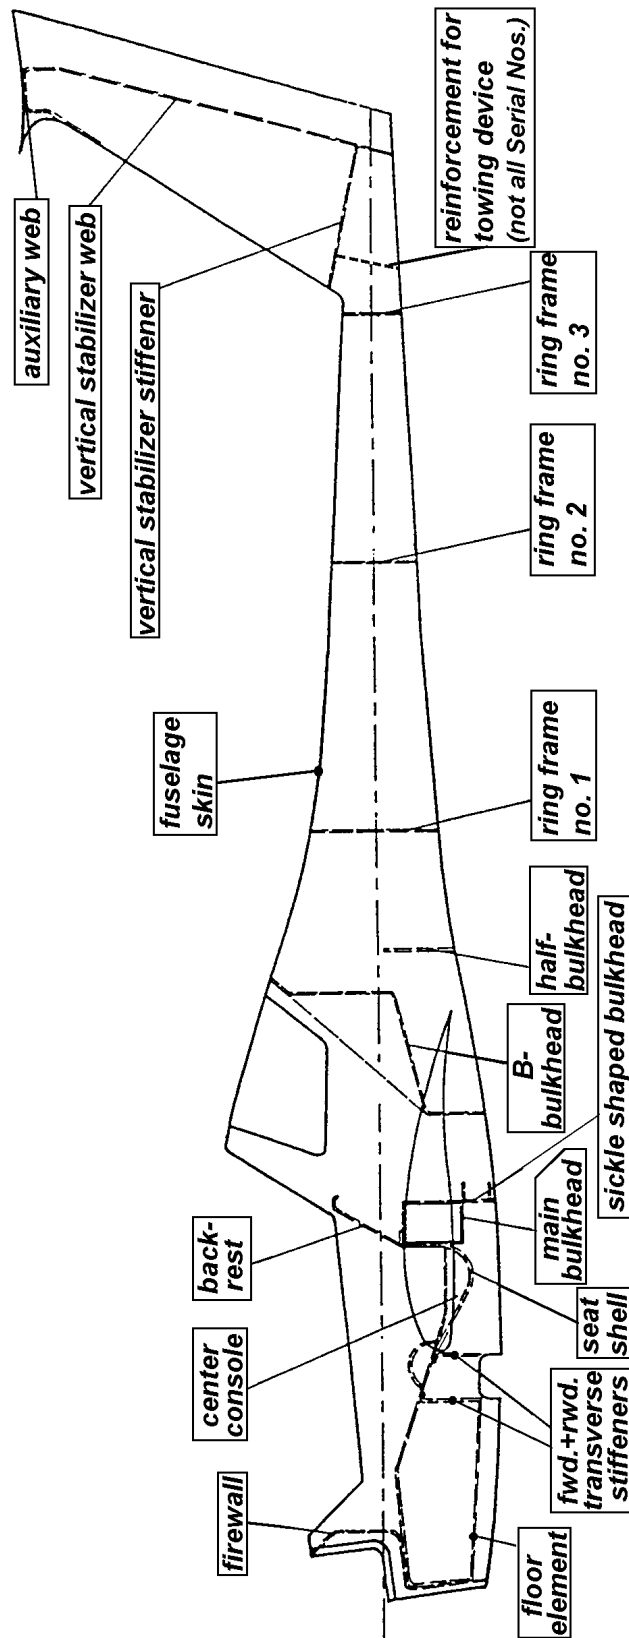 auxiliary web
vertical stabilizer web
vertical stabilizer stiffener
fuselage
skin
back-
rest
center
console
firewall
floor
element
fwd.+rwd.
transverse
stiffeners
seat
shell
main
bulkhead
sickle shaped bulkhead
B-
bulkhead
half-
bulkhead
ring frame
no. 1
ring frame
no. 2
ring frame
no. 3
reinforcement for
towing device
(not all Serial Nos.)